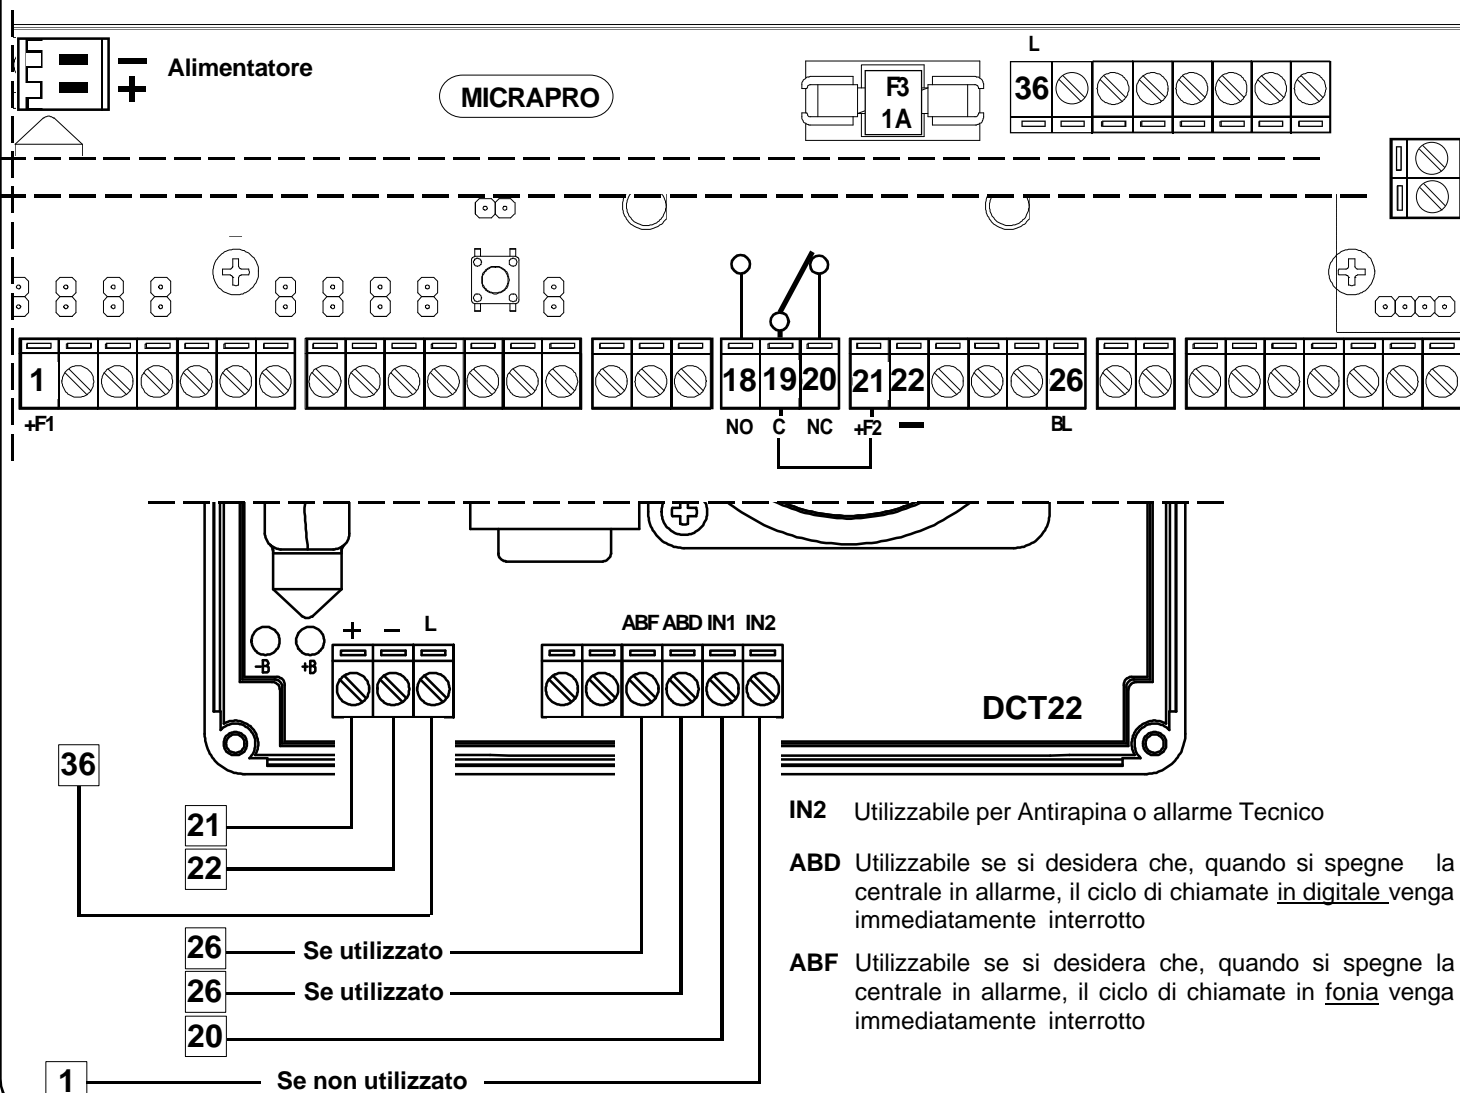 L
Alimentatore
MICRAPRO
F3
1A
36
1 18 19 20 21 22 26
+F1 NO C NC +F2 — BL
+ − L ABF ABD IN1 IN2
-B +B
DCT22
36
21
22
26 Se utilizzato
26 Se utilizzato
20
1 Se non utilizzato
IN2 Utilizzabile per Antirapina o allarme Tecnico
ABD Utilizzabile se si desidera che, quando si spegne la
centrale in allarme, il ciclo di chiamate in digitale venga
immediatamente interrotto
ABF Utilizzabile se si desidera che, quando si spegne la
centrale in allarme, il ciclo di chiamate in fonia venga
immediatamente interrotto